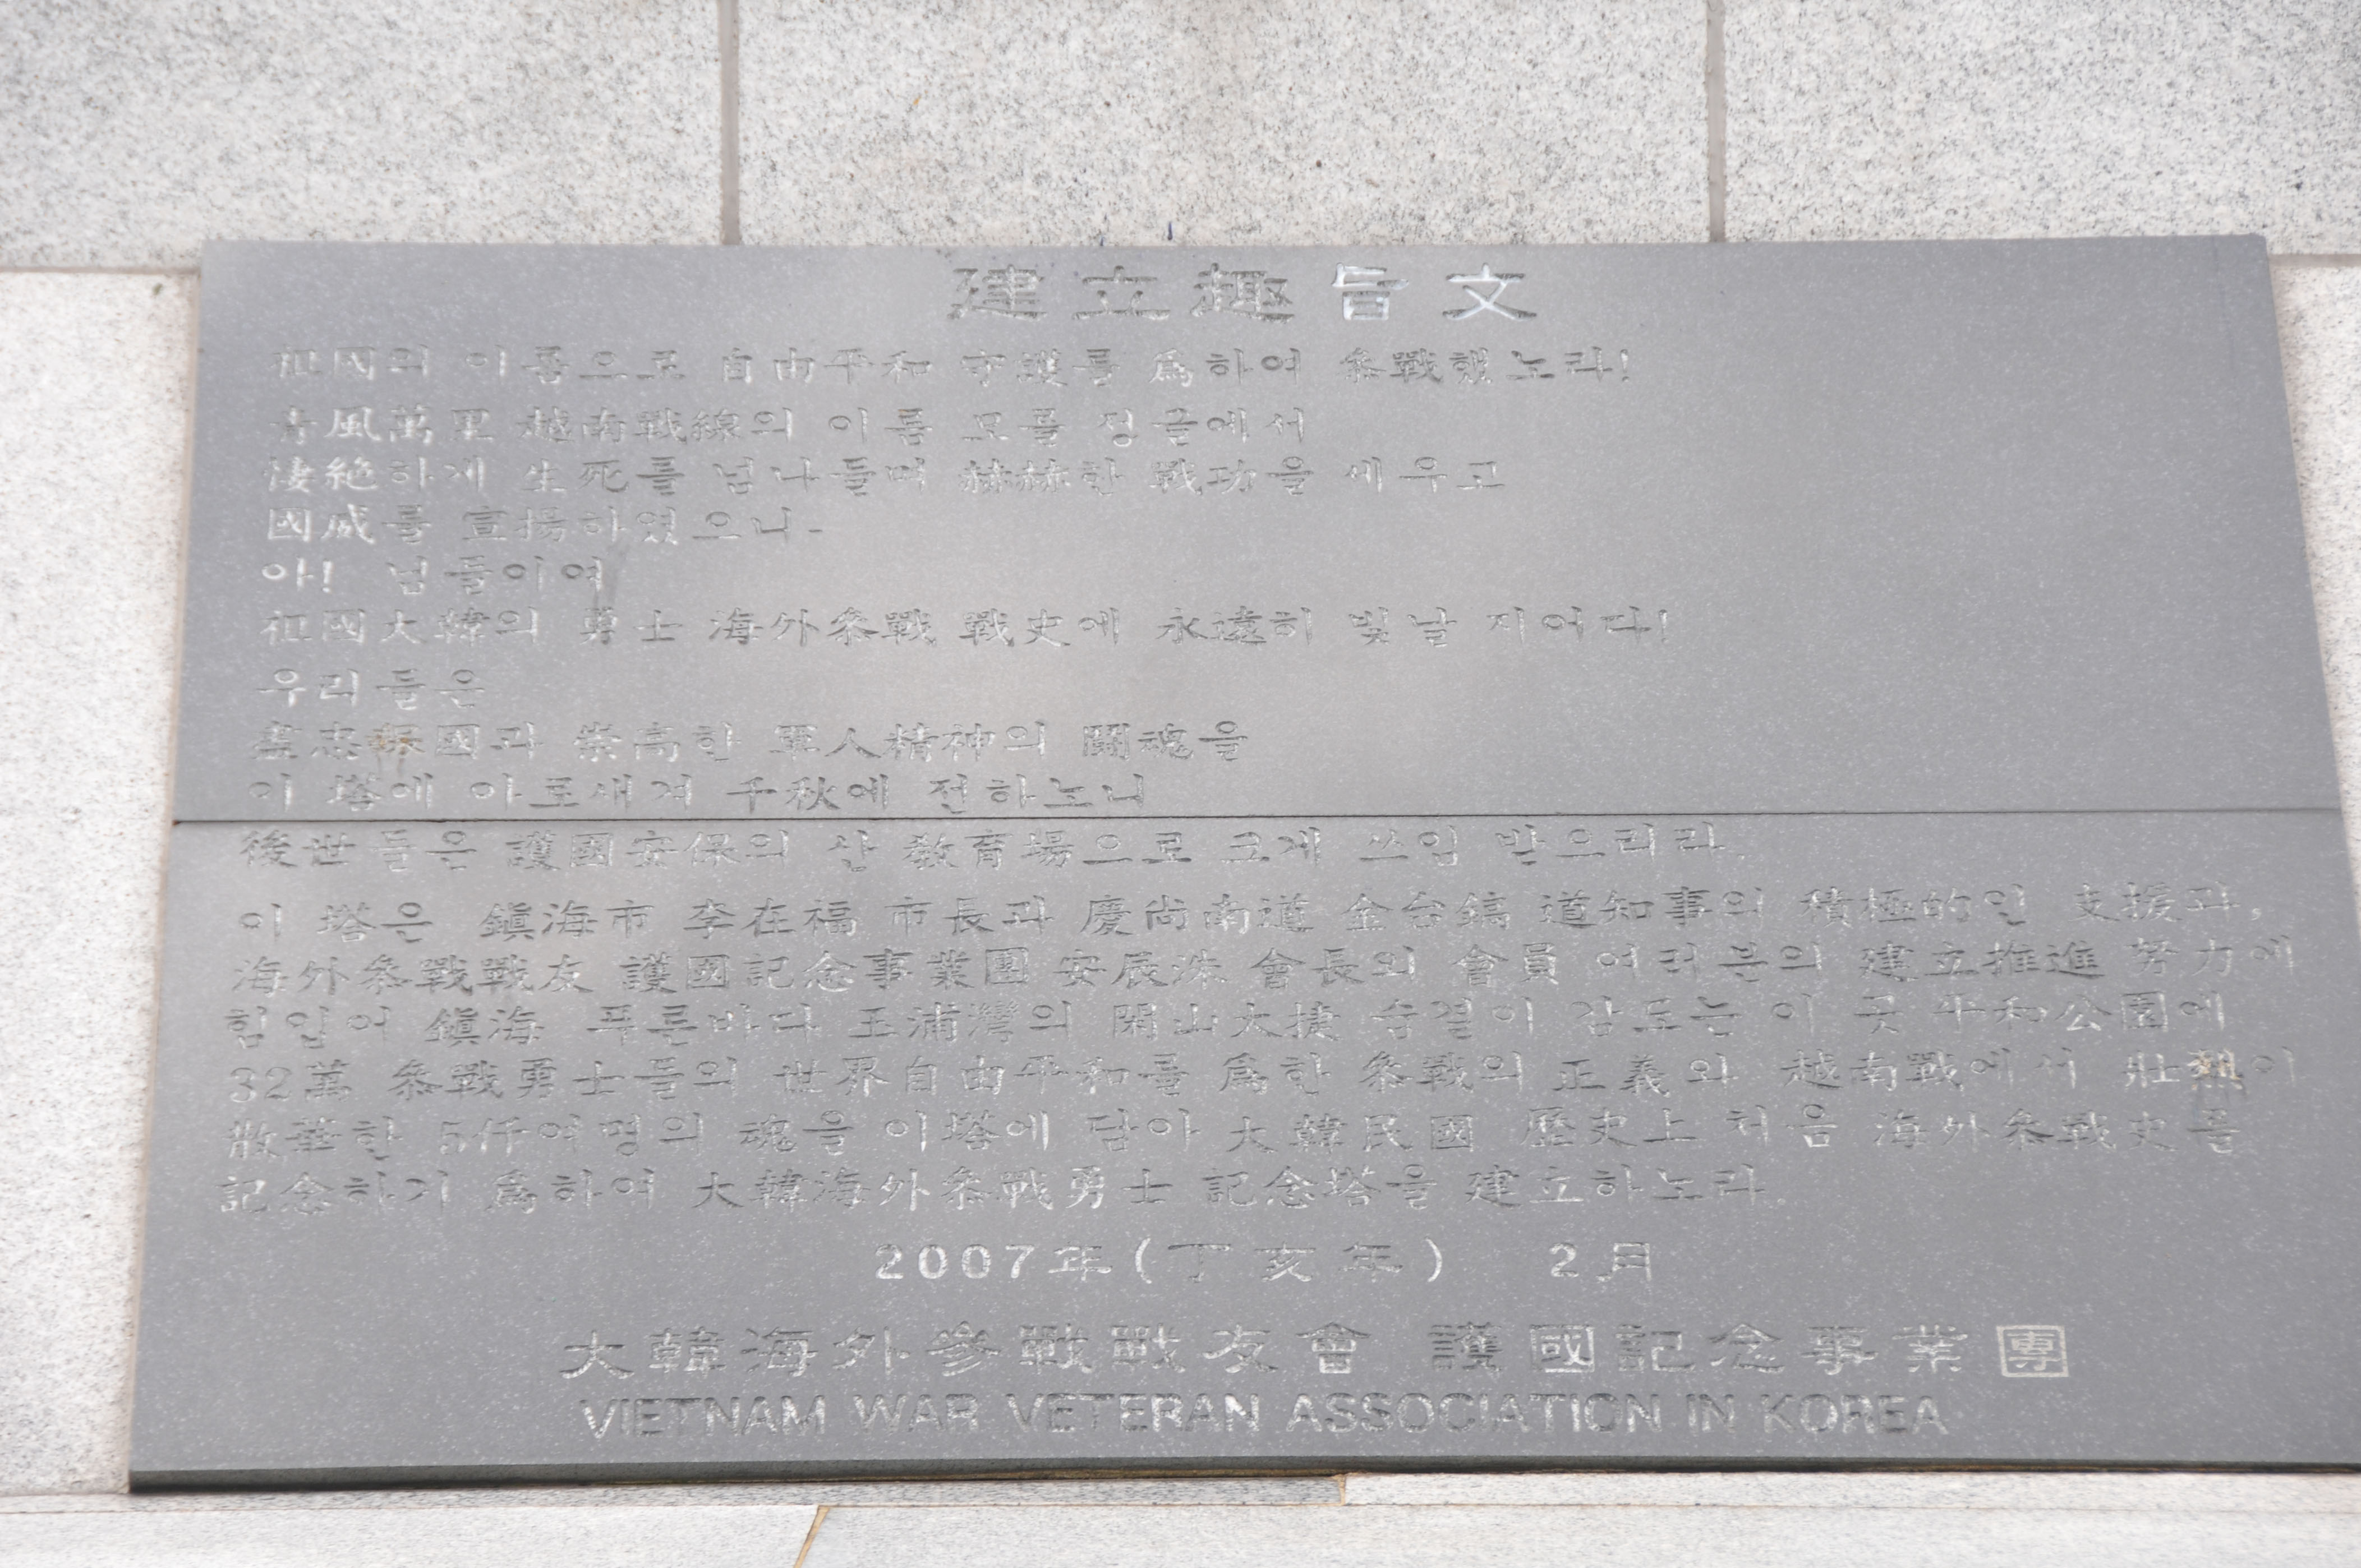 建立趣旨文
祖國의 이름으로 自由平和 守護를 爲하여 參戰했노라!
靑風萬里 越南戰線의 이름 모를 정글에서
悽絶하게 生死를 넘나들며 赫赫한 戰功을 세우고
國威를 宣揚하였으니-
아! 님들이여
祖國大韓의 勇士 海外參戰 戰史에 永遠히 빛날 지어다!
우리들은
盡忠報國과 崇高한 軍人精神의 鬪魂을
이 塔에 아로새겨 千秋에 전하노니
後世들은 護國安保의 산 敎育場으로 크게 쓰임 받으리라.
이 塔은 鎭海市 李在福 市長과 慶尙南道 金台鎬 道知事의 積極的인 支援과,
海外參戰戰友 護國記念事業團 安辰洙 會長외 會員 여러분의 建立推進 努力에
힘입어 鎭海 푸른바다 玉浦灣의 閑山大捷 숨결이 감도는 이 곳 平和公園에
32萬 參戰勇士들의 世界自由平和를 爲한 參戰의 正義와 越南戰에서 壯熱이
散華한 5仟여명의 魂을 이塔에 담아 大韓民國 歷史上 처음 海外參戰史를
記念하기 爲하여 大韓海外參戰勇士 記念塔을 建立하노라.
2007年(丁亥年) 2月
大韓海外參戰戰友會 護國記念事業團
VIETNAM WAR VETERAN ASSOCIATION IN KOREA